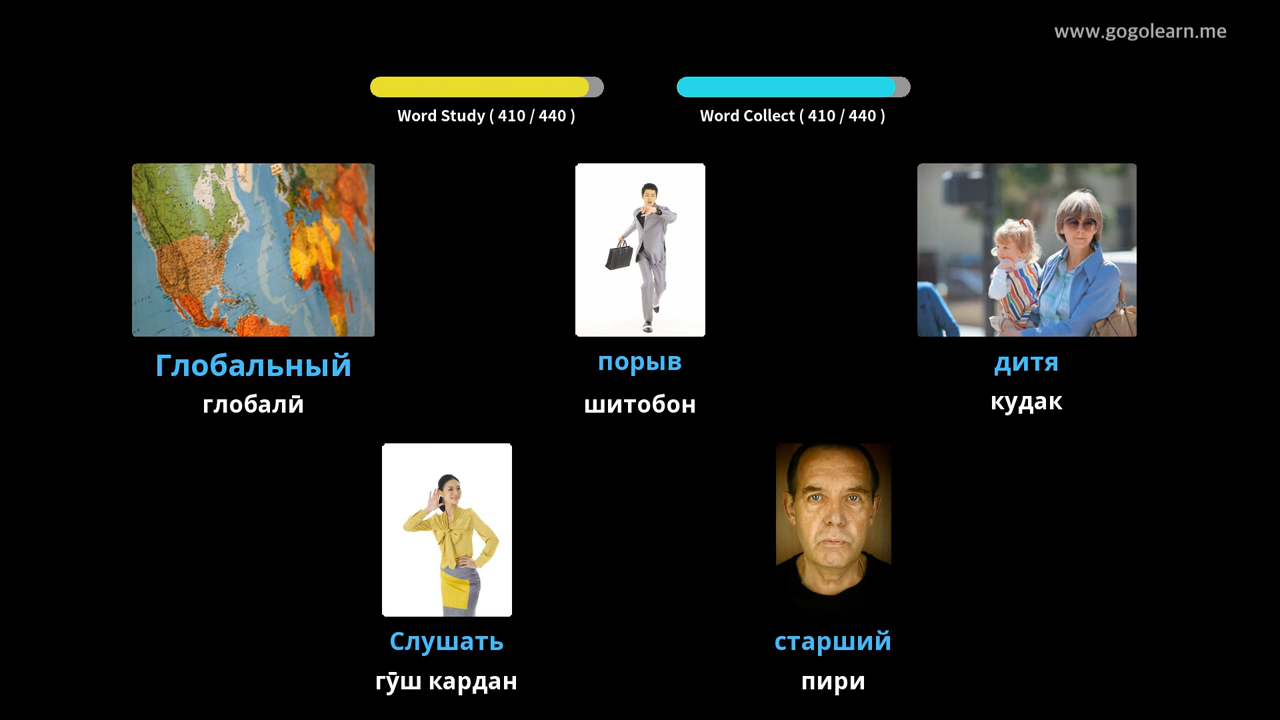 www.gogolearn.me
Word Study ( 410 / 440 )
Word Collect ( 410 / 440 )
Глобальный
глобалӣ
порыв
шитобон
дитя
кудак
Слушать
гӯш кардан
старший
пири